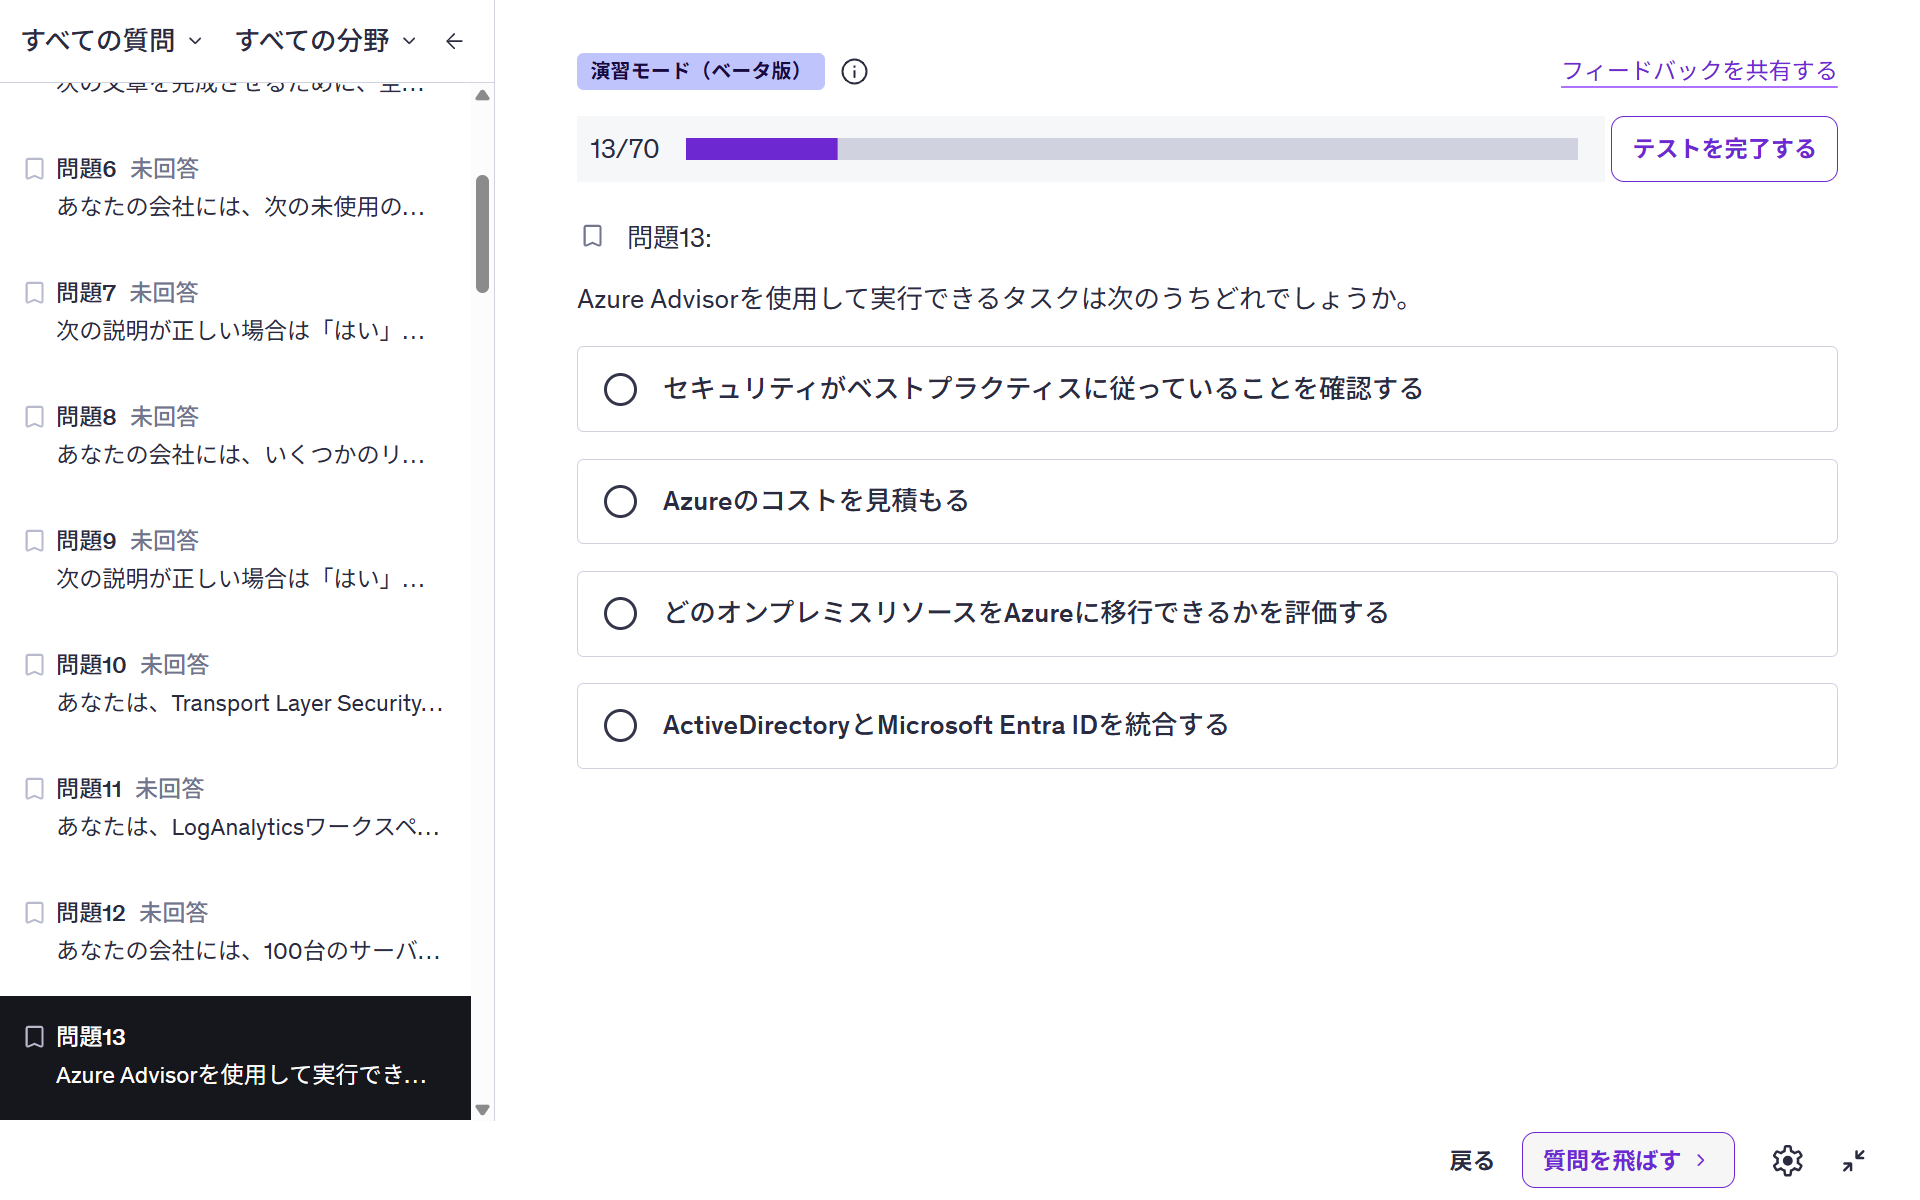 すべての質問
すべての分野
次の文章を完成させるために、空…
問題6 未回答
あなたの会社には、次の未使用の…
問題7 未回答
次の説明が正しい場合は「はい」…
問題8 未回答
あなたの会社には、いくつかのリ…
問題9 未回答
次の説明が正しい場合は「はい」…
問題10 未回答
あなたは、Transport Layer Security…
問題11 未回答
あなたは、LogAnalyticsワークスペ…
問題12 未回答
あなたの会社には、100台のサーバ…
問題13
Azure Advisorを使用して実行でき…
演習モード（ベータ版）
フィードバックを共有する
13/70
テストを完了する
問題13:
Azure Advisorを使用して実行できるタスクは次のうちどれでしょうか。
セキュリティがベストプラクティスに従っていることを確認する
Azureのコストを見積もる
どのオンプレミスリソースをAzureに移行できるかを評価する
ActiveDirectoryとMicrosoft Entra IDを統合する
戻る
質問を飛ばす